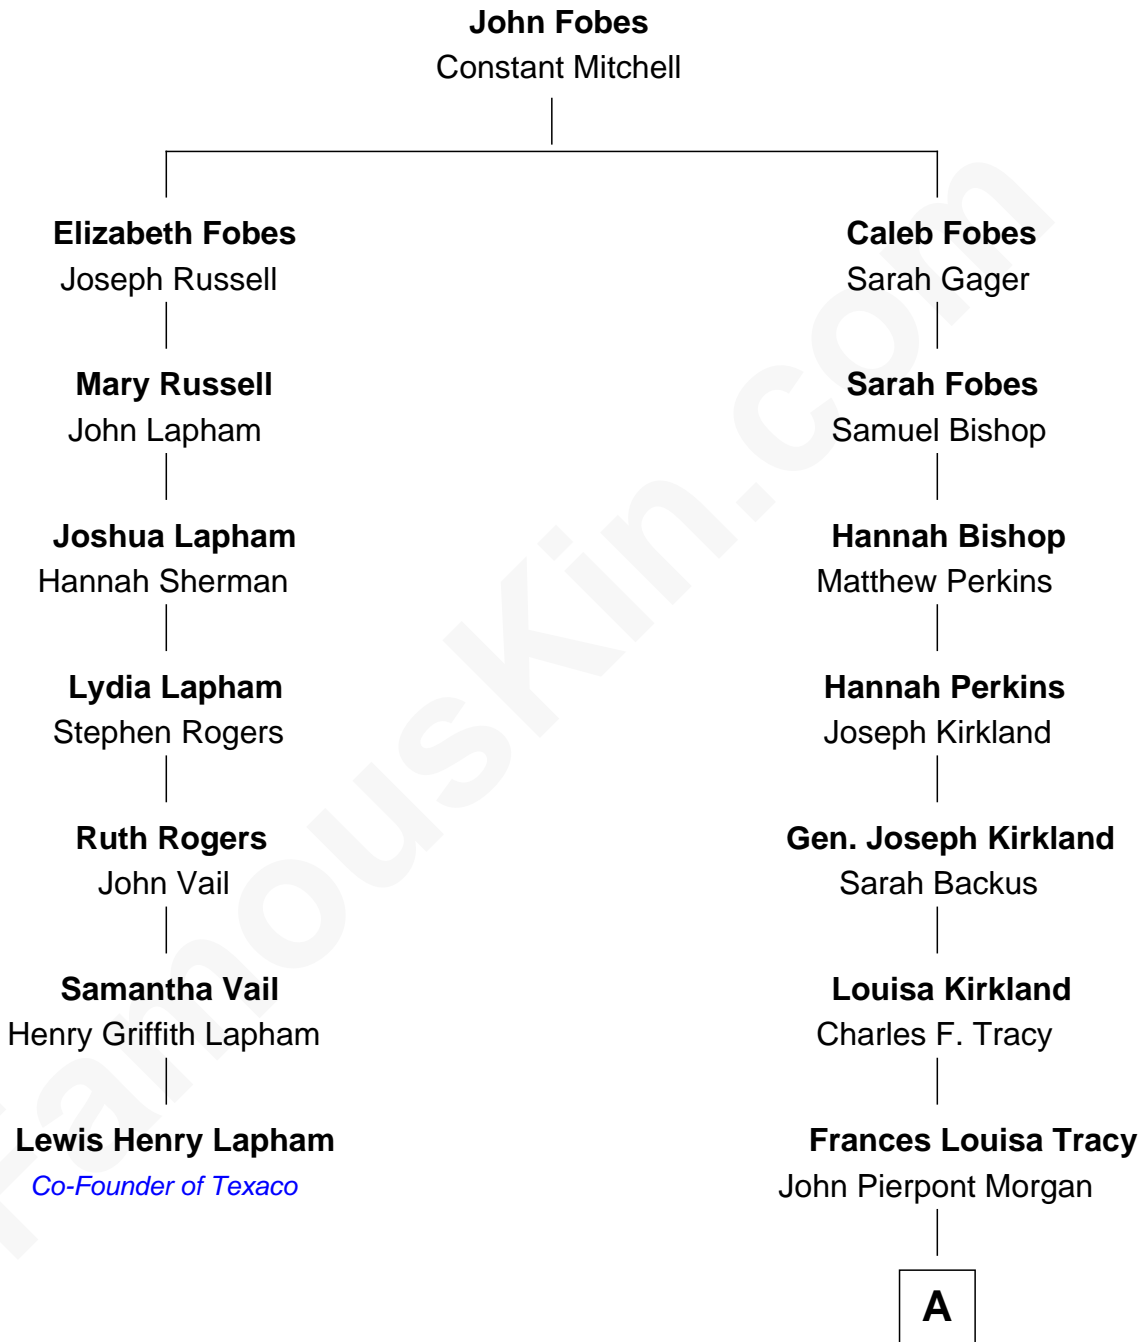 John Fobes
Constant Mitchell
Elizabeth Fobes
Joseph Russell
Caleb Fobes
Sarah Gager
Mary Russell
John Lapham
Sarah Fobes
Samuel Bishop
Joshua Lapham
Hannah Sherman
Hannah Bishop
Matthew Perkins
Lydia Lapham
Stephen Rogers
Hannah Perkins
Joseph Kirkland
Ruth Rogers
John Vail
Gen. Joseph Kirkland
Sarah Backus
Samantha Vail
Henry Griffith Lapham
Louisa Kirkland
Charles F. Tracy
Lewis Henry Lapham
Co-Founder of Texaco
Frances Louisa Tracy
John Pierpont Morgan
A
FamousKin.com